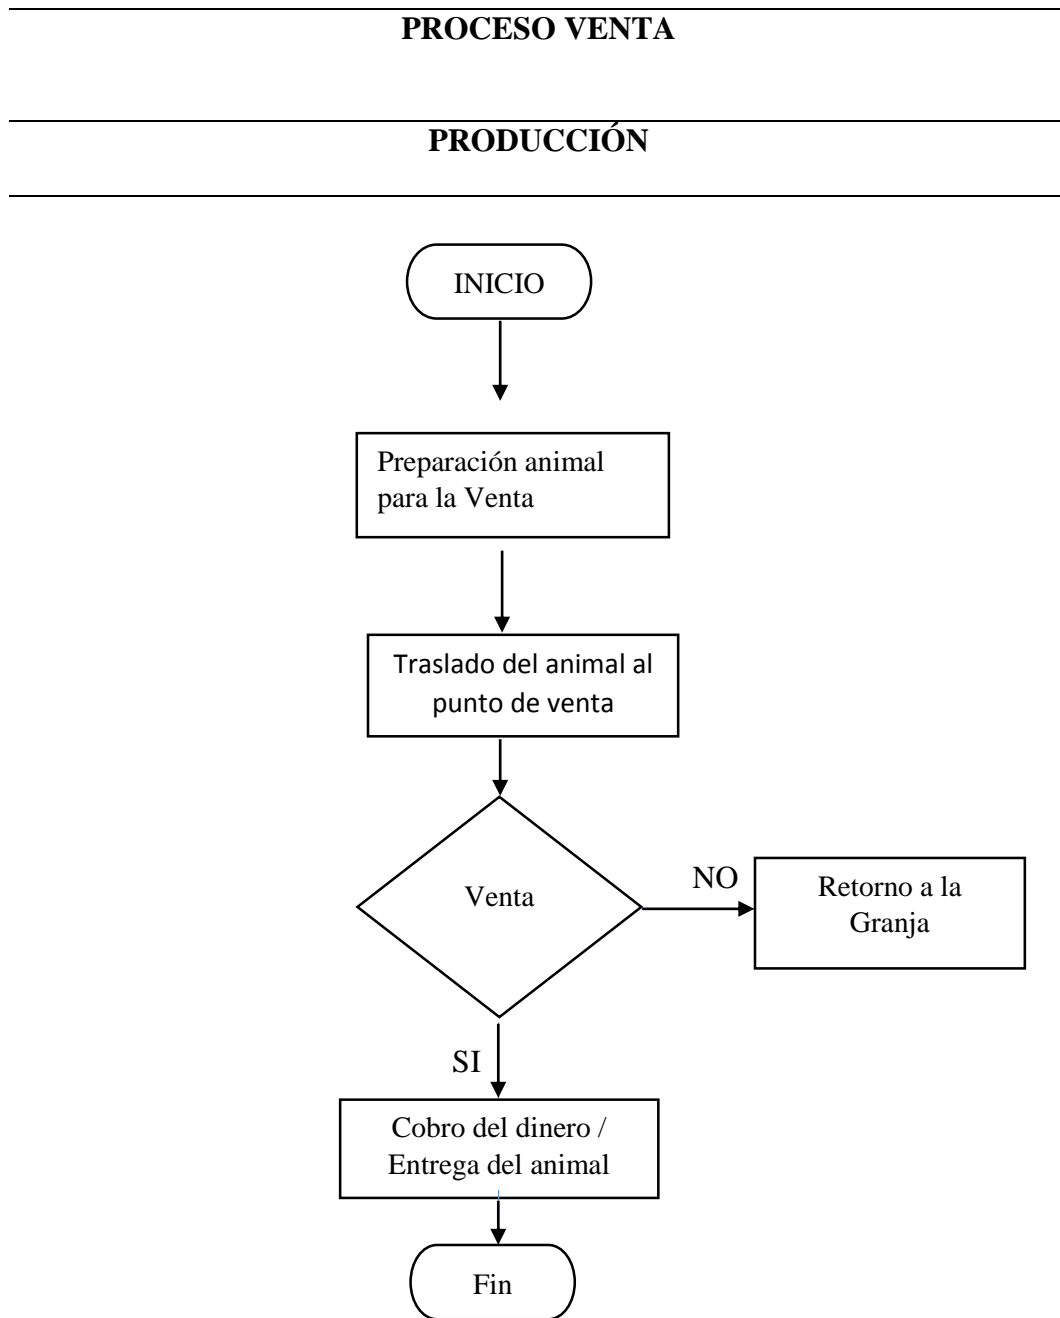 PROCESO VENTA
PRODUCCIÓN
INICIO
Preparación animal
para la Venta
Traslado del animal al
punto de venta
Venta
NO
Retorno a la
Granja
SI
Cobro del dinero /
Entrega del animal
Fin